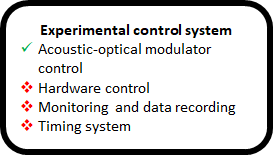 Experimental control system
✓ Acoustic-optical modulator
control
❖ Hardware control
❖ Monitoring and data recording
❖ Timing system